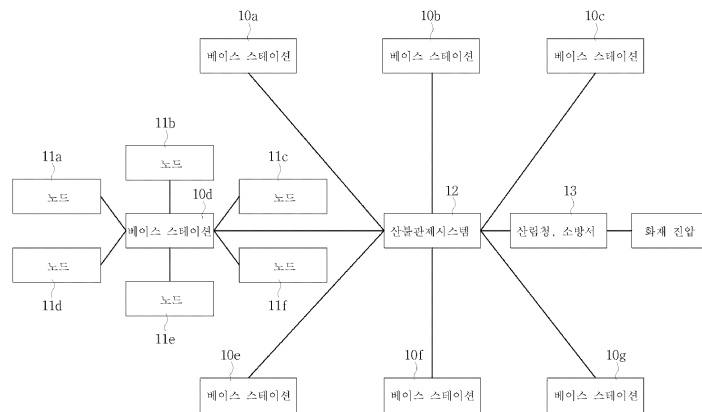 10a
10b
10c
베이스 스테이션
베이스 스테이션
베이스 스테이션
11b
11a
노드
11c
노드
10d
노드
12
13
베이스 스테이션
산불관제시스템
산림청, 소방서
화재 진압
노드
노드
노드
11d
11e
11f
10e
10f
10g
베이스 스테이션
베이스 스테이션
베이스 스테이션